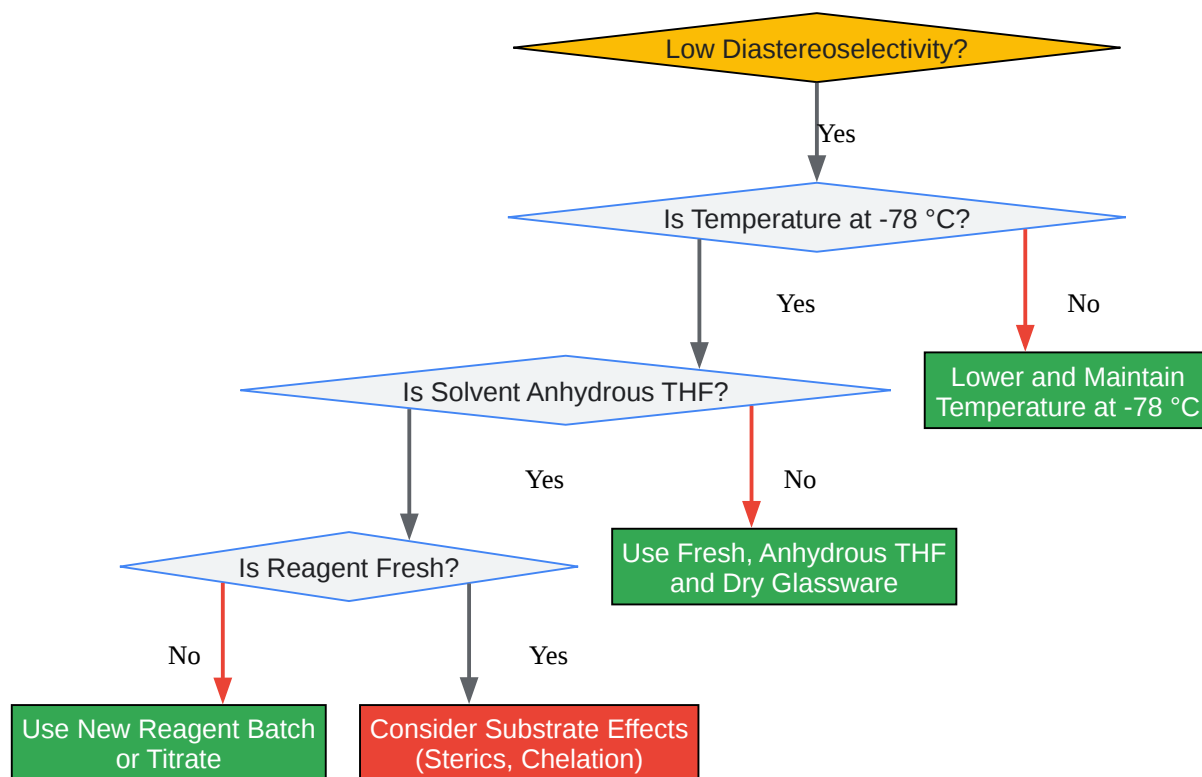 Low Diastereoselectivity?
Yes
Is Temperature at -78 °C?
Yes
No
Lower and Maintain
Temperature at -78 °C
Is Solvent Anhydrous THF?
Yes
No
Use Fresh, Anhydrous THF
and Dry Glassware
Is Reagent Fresh?
No
Yes
Use New Reagent Batch
or Titrate
Consider Substrate Effects
(Sterics, Chelation)